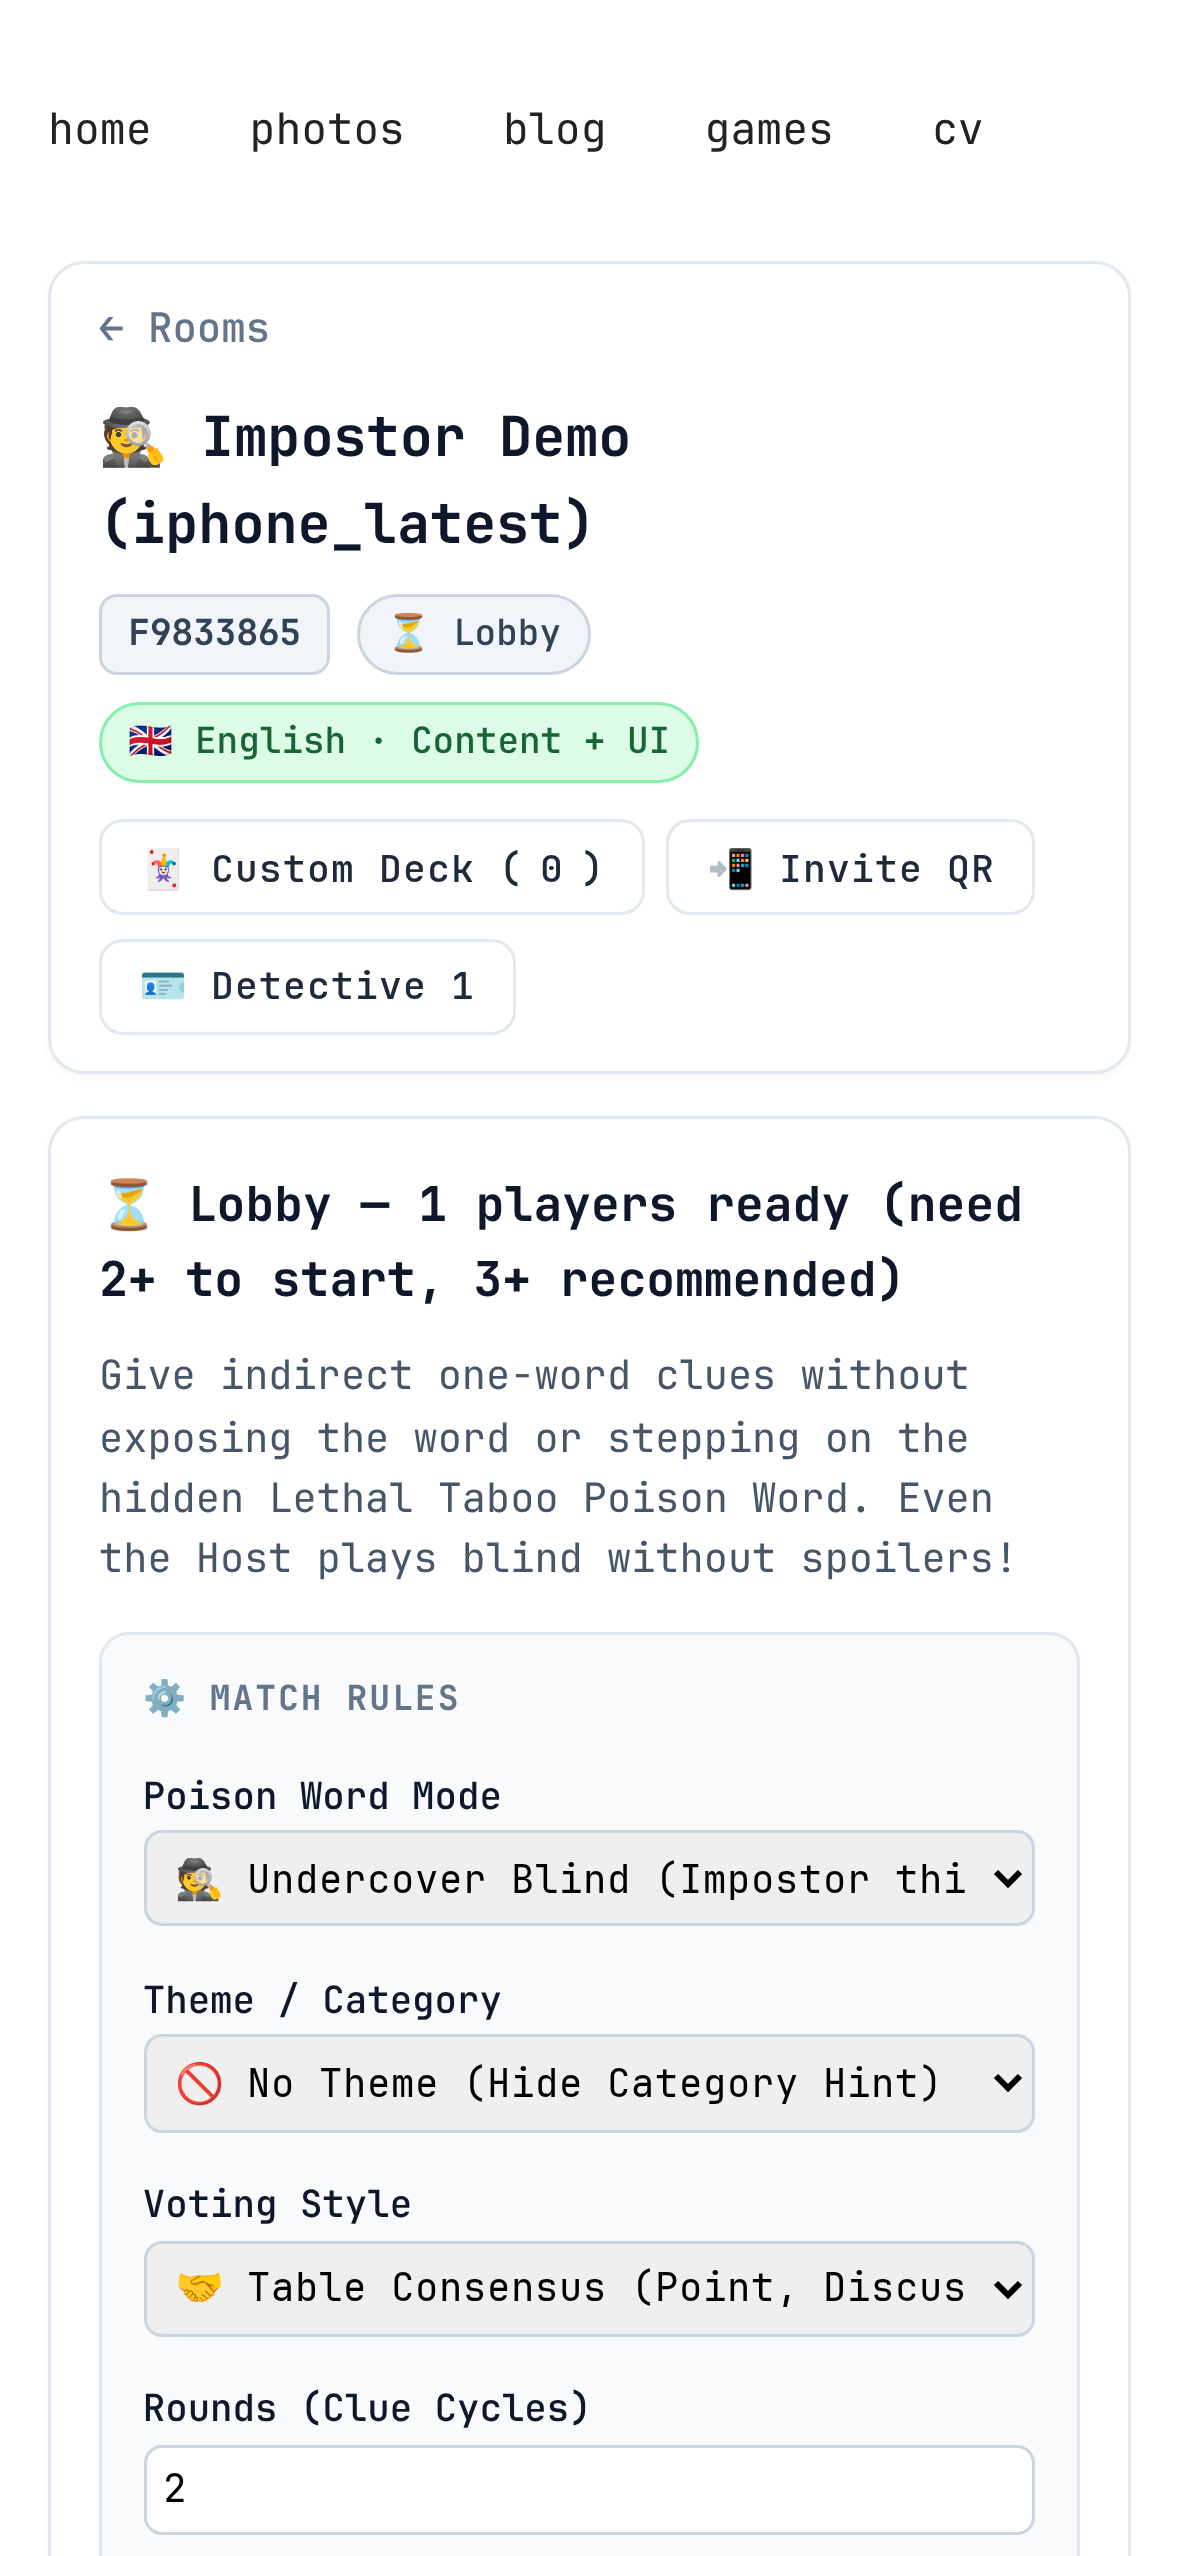 home photos blog games cv
← Rooms
🕵️ Impostor Demo
(iphone_latest)
F9833865 ⏳ Lobby
🇬🇧 English · Content + UI
🃏 Custom Deck ( 0 ) 📲 Invite QR
🪪 Detective 1
⏳ Lobby — 1 players ready (need
2+ to start, 3+ recommended)
Give indirect one-word clues without
exposing the word or stepping on the
hidden Lethal Taboo Poison Word. Even
the Host plays blind without spoilers!
⚙️ MATCH RULES
Poison Word Mode
🕵️ Undercover Blind (Impostor thi
Theme / Category
🚫 No Theme (Hide Category Hint)
Voting Style
🤝 Table Consensus (Point, Discus
Rounds (Clue Cycles)
2